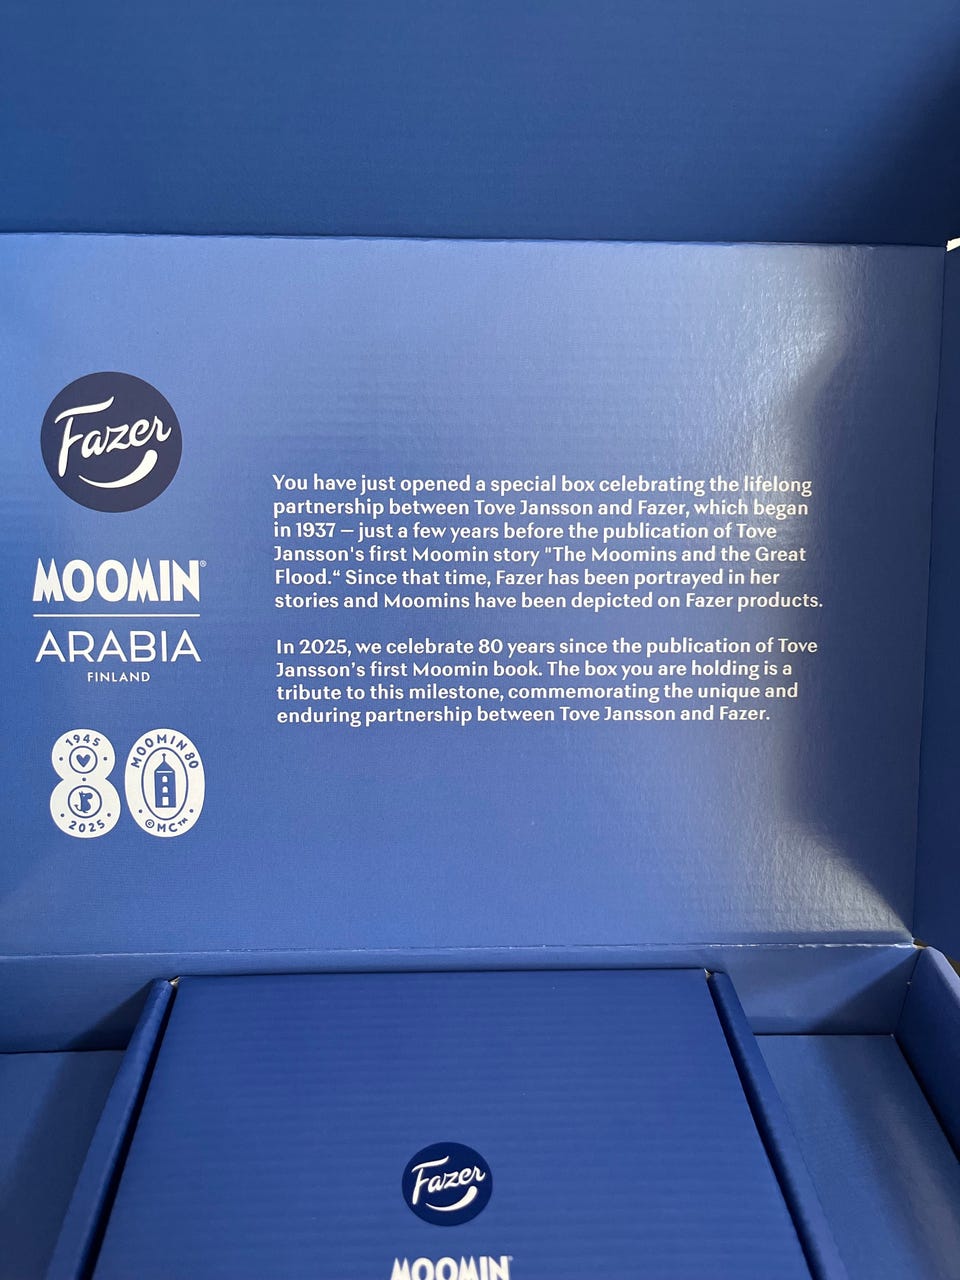 Fazer
MOOMIN®
ARABIA
FINLAND
1945
2025
MOOMIN 80
©MC™
You have just opened a special box celebrating the lifelong
partnership between Tove Jansson and Fazer, which began
in 1937 – just a few years before the publication of Tove
Jansson's first Moomin story "The Moomins and the Great
Flood.“ Since that time, Fazer has been portrayed in her
stories and Moomins have been depicted on Fazer products.
In 2025, we celebrate 80 years since the publication of Tove
Jansson’s first Moomin book. The box you are holding is a
tribute to this milestone, commemorating the unique and
enduring partnership between Tove Jansson and Fazer.
Fazer
MOOMIN®